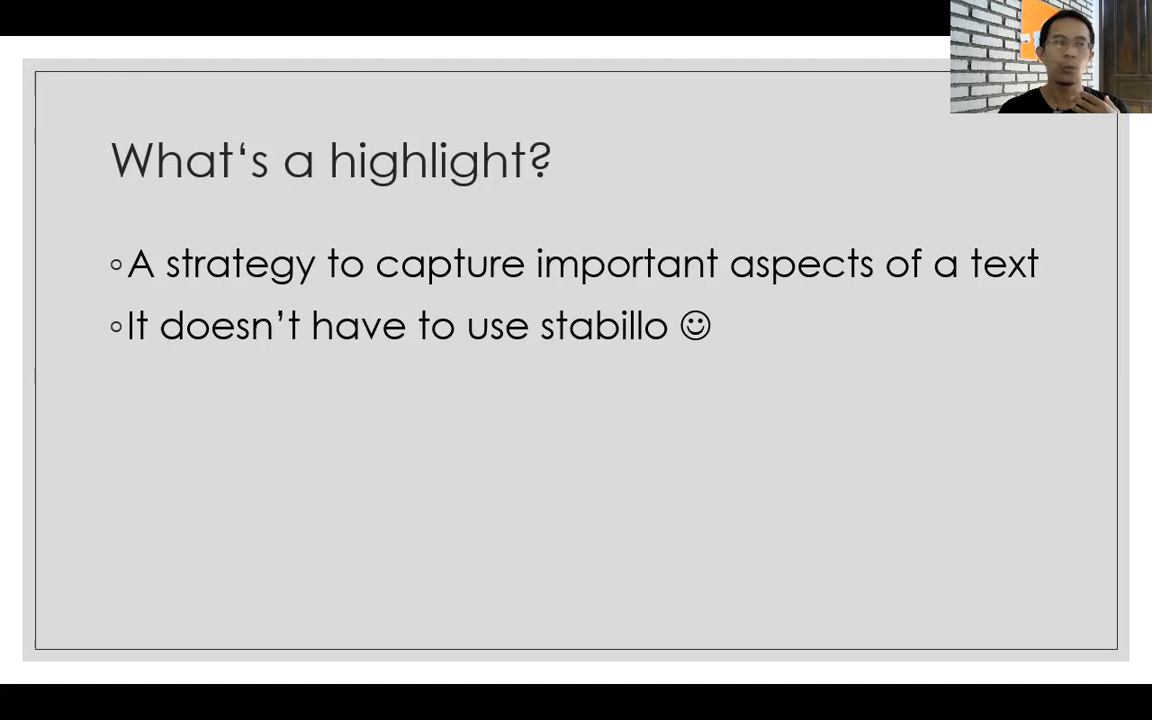 What‘s a highlight?
◦A strategy to capture important aspects of a text
◦It doesn’t have to use stabillo ☺